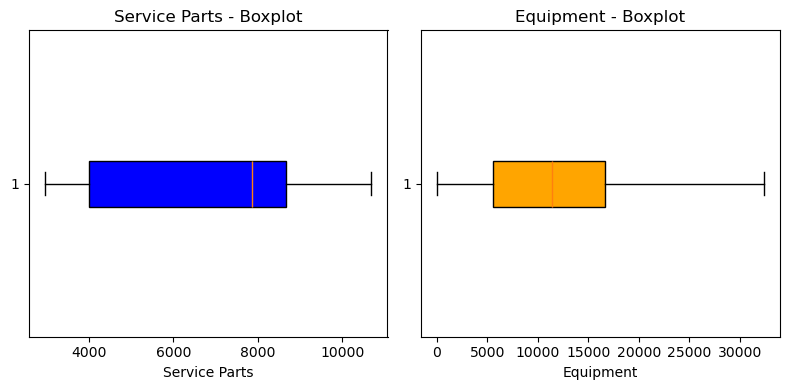 Service Parts - Boxplot
1
4000 6000 8000 10000
Service Parts
Equipment - Boxplot
1
0 5000 10000 15000 20000 25000 30000
Equipment